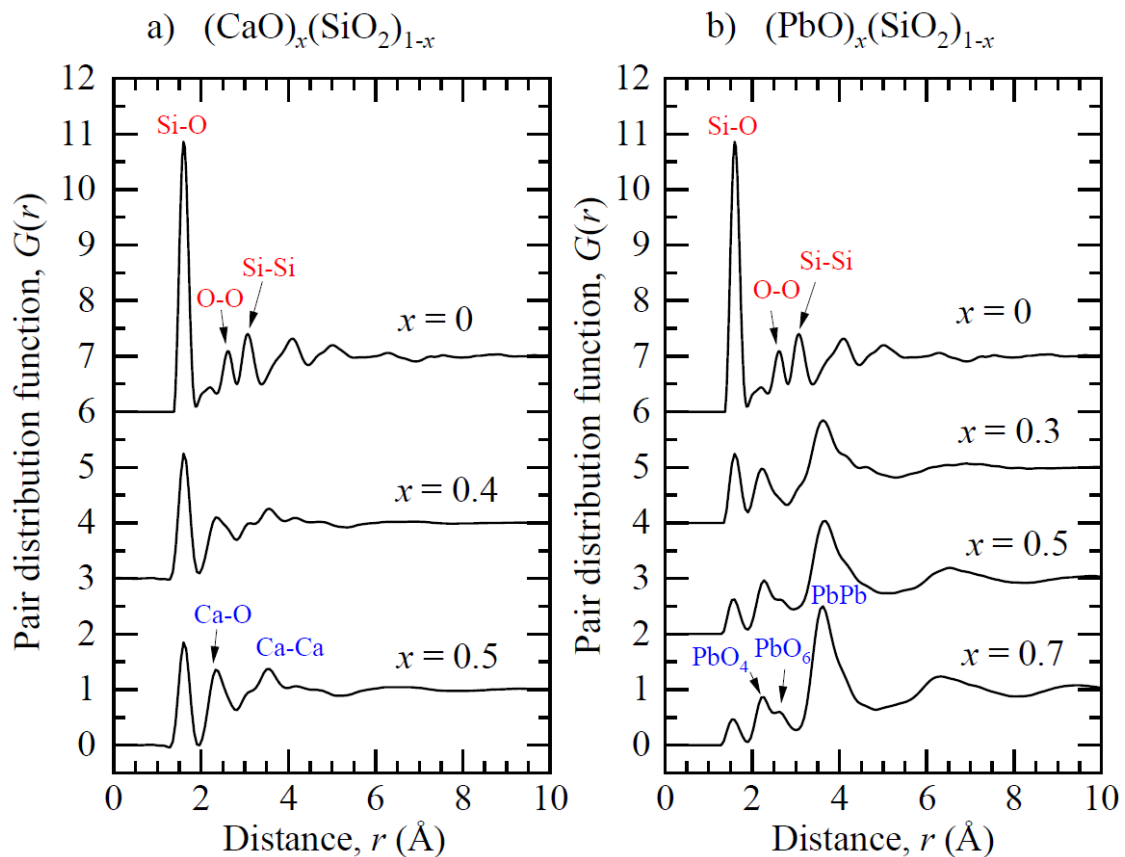 a) (CaO)x(SiO2)1-x
12
11
10
9
8
7
6
5
4
3
2
1
0
Pair distribution function, G(r)
Si-O
O-O
Si-Si
x = 0
x = 0.4
Ca-O
Ca-Ca
x = 0.5
0 2 4 6 8 10
Distance, r (Å)
b) (PbO)x(SiO2)1-x
12
11
10
9
8
7
6
5
4
3
2
1
0
Pair distribution function, G(r)
Si-O
Si-Si
O-O
x = 0
x = 0.3
x = 0.5
PbPb
PbO4
PbO6
x = 0.7
0 2 4 6 8 10
Distance, r (Å)